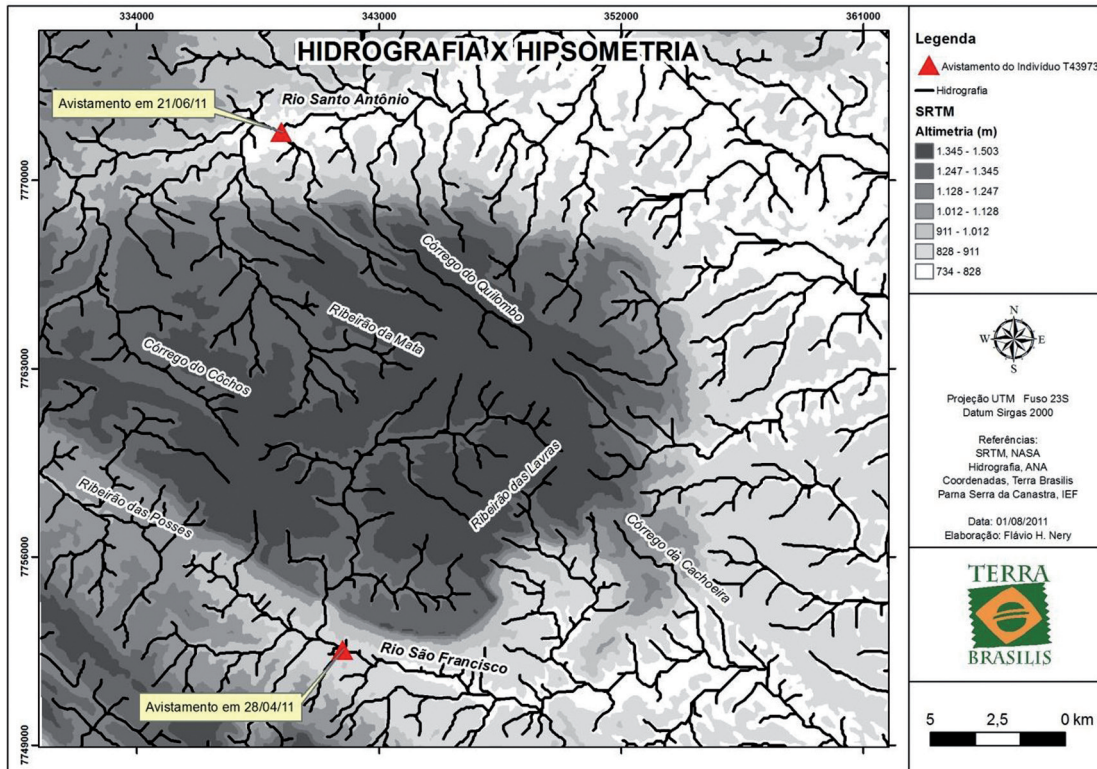 334000
343000
352000
361000
HIDROGRAFIA X HIPSOMETRIA
Avistamento em 21/06/11
Rio Santo Antônio
7770000
Córrego do Quilombo
Ribeirão da Mata
7763000
Córrego do Côchos
Ribeirão das Lavras
Ribeirão das Posses
7756000
Córrego da Cachoeira
Rio São Francisco
Avistamento em 28/04/11
7749000
Legenda
Avistamento do Indivíduo T43973
Hidrografia
SRTM
Altimetria (m)
1.345 - 1.503
1.247 - 1.345
1.128 - 1.247
1.012 - 1.128
911 - 1.012
828 - 911
734 - 828
N
W E
S
Projeção UTM Fuso 23S
Datum Sirgas 2000
Referências:
SRTM, NASA
Hidrografia, ANA
Coordenadas, Terra Brasilis
Parna Serra da Canastra, IEF
Data: 01/08/2011
Elaboração: Flávio H. Nery
TERRA
BRASILIS
5 2,5 0 km